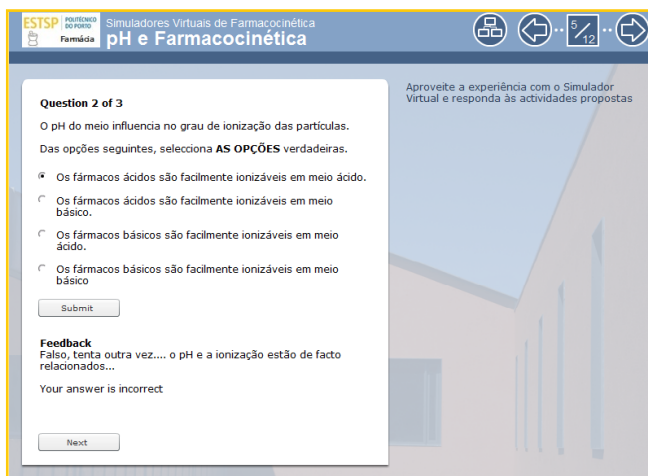 ESTSP
POLITÉCNICO
DO PORTO
Farmácia
Simuladores Virtuais de Farmacocinética
pH e Farmacocinética
5/12
Question 2 of 3
O pH do meio influencia no grau de ionização das partículas.
Das opções seguintes, selecciona AS OPÇÕES verdadeiras.
Os fármacos ácidos são facilmente ionizáveis em meio ácido.
Os fármacos ácidos são facilmente ionizáveis em meio
básico.
Os fármacos básicos são facilmente ionizáveis em meio
ácido.
Os fármacos básicos são facilmente ionizáveis em meio
básico
Submit
Feedback
Falso, tenta outra vez.... o pH e a ionização estão de facto
relacionados...
Your answer is incorrect
Next
Aproveite a experiência com o Simulador
Virtual e responda às actividades propostas